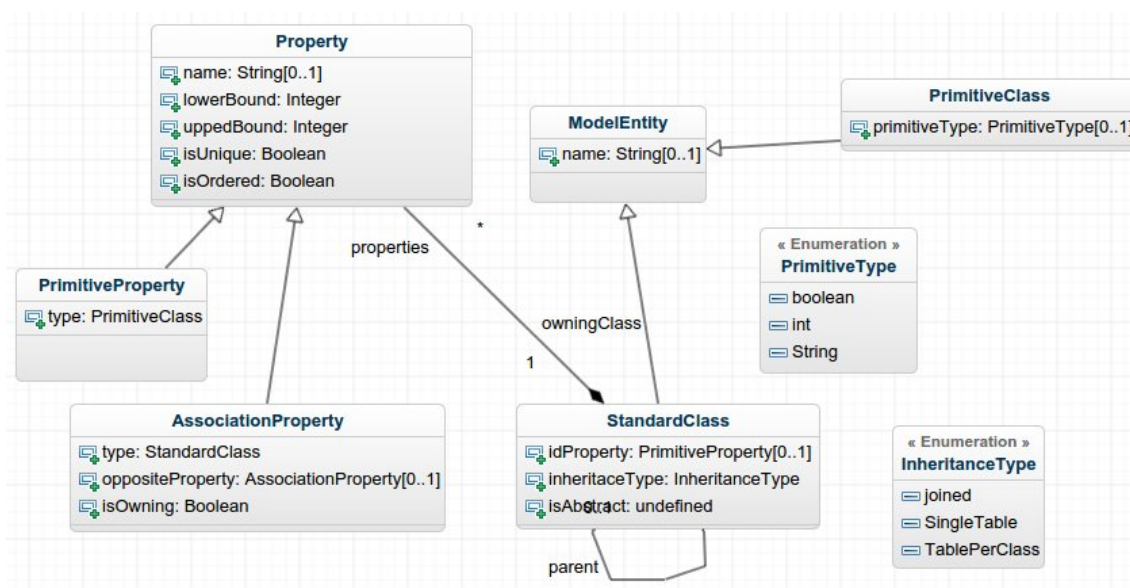 Property
name: String[0..1]
lowerBound: Integer
uppedBound: Integer
isUnique: Boolean
isOrdered: Boolean
ModelEntity
name: String[0..1]
PrimitiveClass
primitiveType: PrimitiveType[0..1]
properties
*
PrimitiveProperty
type: PrimitiveClass
« Enumeration »
PrimitiveType
boolean
int
String
owningClass
1
AssociationProperty
type: StandardClass
oppositeProperty: AssociationProperty[0..1]
isOwning: Boolean
StandardClass
idProperty: PrimitiveProperty[0..1]
inheritaceType: InheritanceType
isAbstract: undefined
0..1
parent
« Enumeration »
InheritanceType
joined
SingleTable
TablePerClass